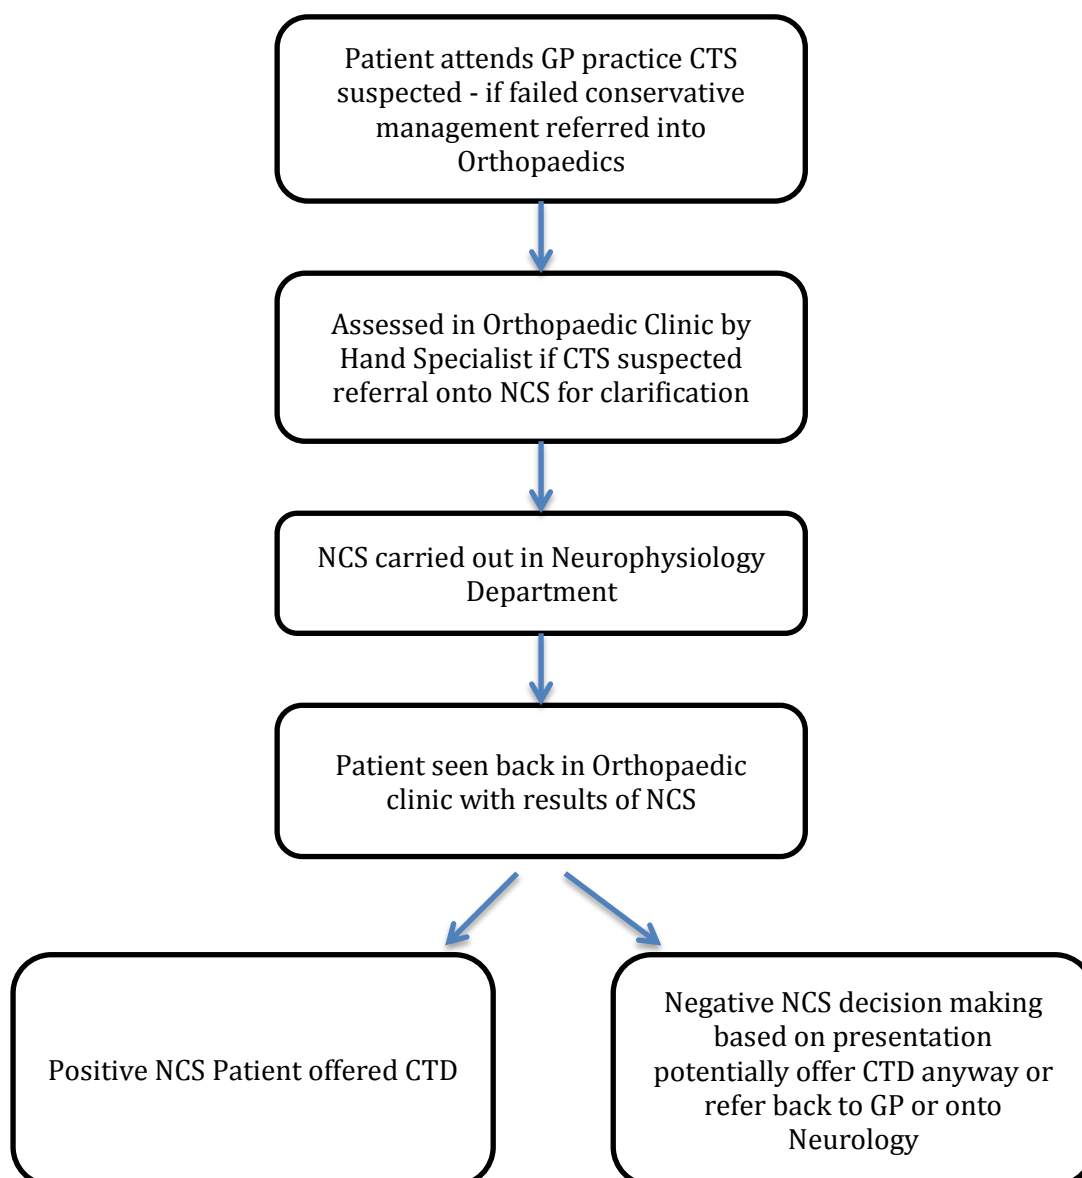 Patient attends GP practice CTS
suspected - if failed conservative
management referred into
Orthopaedics
Assessed in Orthopaedic Clinic by
Hand Specialist if CTS suspected
referral onto NCS for clarification
NCS carried out in Neurophysiology
Department
Patient seen back in Orthopaedic
clinic with results of NCS
Positive NCS Patient offered CTD
Negative NCS decision making
based on presentation
potentially offer CTD anyway or
refer back to GP or onto
Neurology